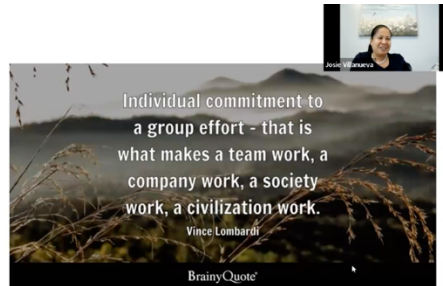 Josie Villanueva
Individual commitment to
a group effort - that is
what makes a team work, a
company work, a society
work, a civilization work.
Vince Lombardi
BrainyQuote®